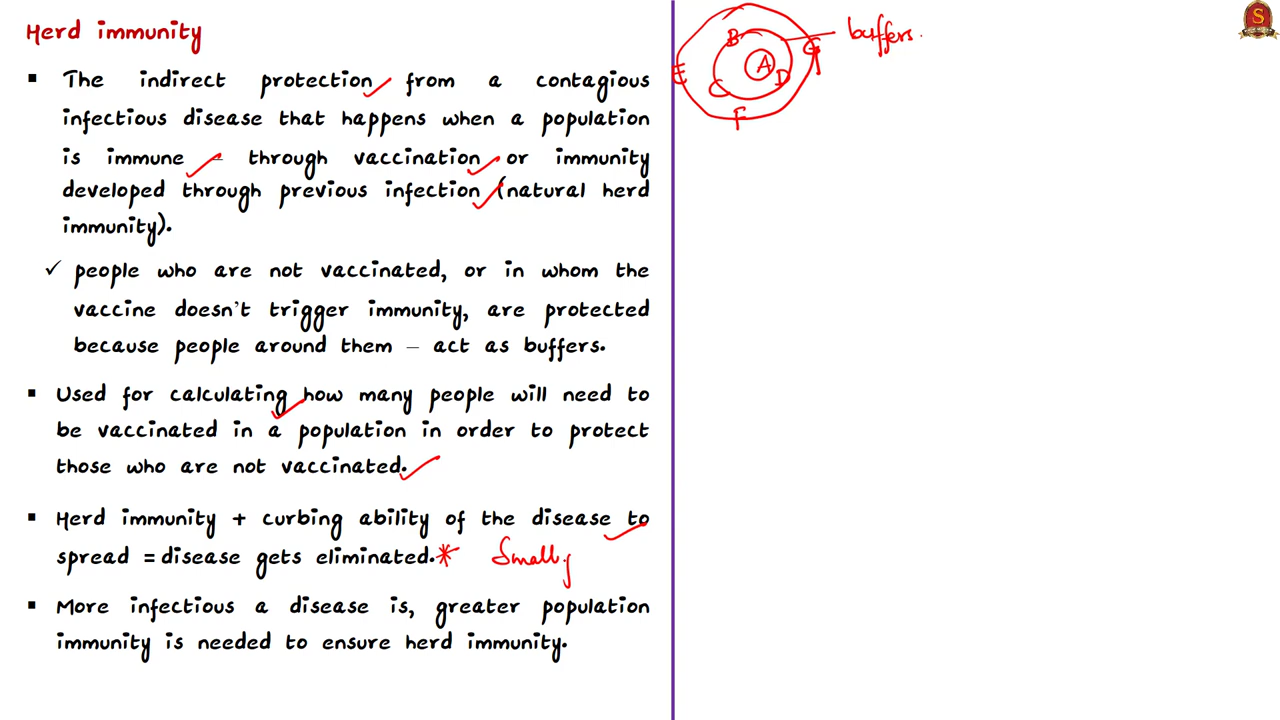 Herd immunity
▪ The indirect protection from a contagious
infectious disease that happens when a population
is immune – through vaccination or immunity
developed through previous infection (natural herd
immunity).
✓ people who are not vaccinated, or in whom the
vaccine doesn't trigger immunity, are protected
because people around them – act as buffers.
▪ Used for calculating how many people will need to
be vaccinated in a population in order to protect
those who are not vaccinated.
▪ Herd immunity + curbing ability of the disease to
spread = disease gets eliminated.*
▪ More infectious a disease is, greater population
immunity is needed to ensure herd immunity.
buffers.
B
A
E
C
D
F
S